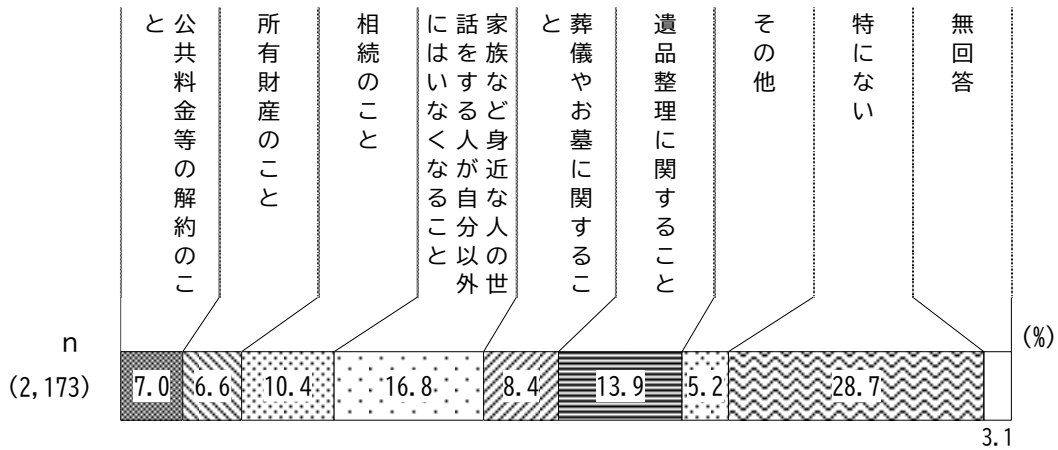 公共料金等の解約のこ
と
所有財産のこと
相続のこと
家族など身近な人の世
話をする人が自分以外
にはいなくなること
葬儀やお墓に関するこ
と
遺品整理に関すること
その他
特にない
無回答
(%)
n
(2,173) 7.0 6.6 10.4 16.8 8.4 13.9 5.2 28.7
3.1